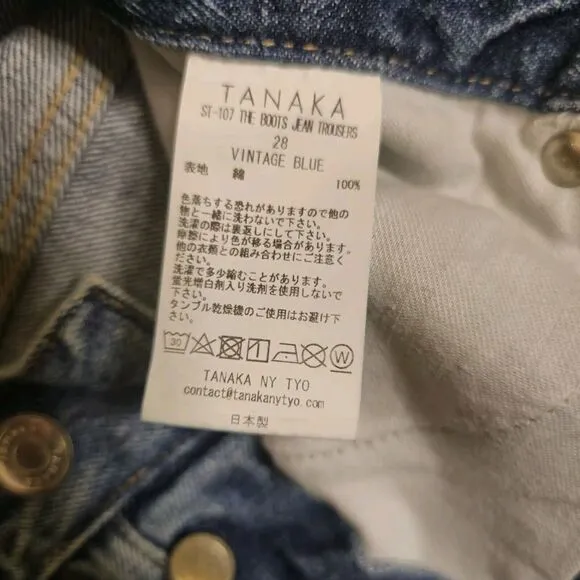 TANAKA
ST-107 THE BOOTS JEAN TROUSERS
28
VINTAGE BLUE
表地 綿 100%
色落ちする恐れがありますので他の
物と一緒に洗わないで下さい。
洗濯の際は裏返しにして下さい。
摩擦により色が移る場合があります。
他の衣類との組み合わせにご注意く
ださい。
洗濯で多少縮むことがあります。
蛍光増白剤入り洗剤を使用しないで
下さい。
タンブル乾燥機のご使用はお避け下
さい。
30 W
TANAKA NY TYO
contact@tanakanytyo.com
日本製